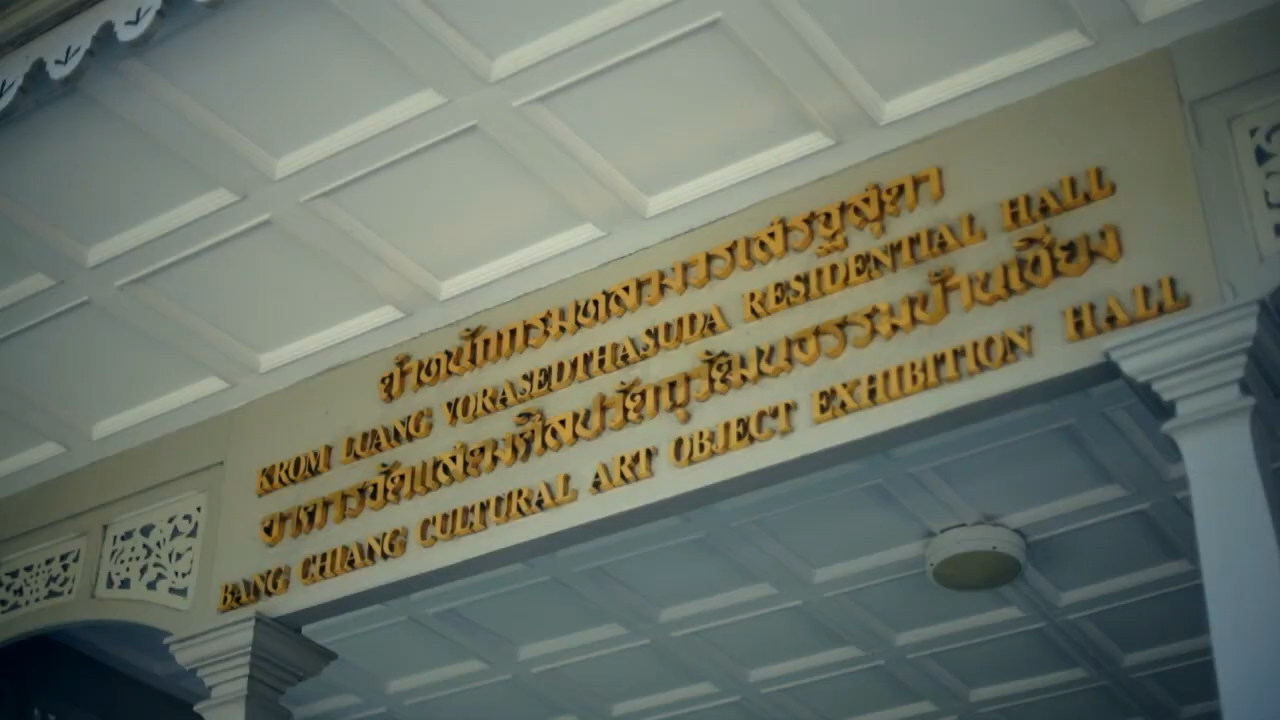 ตำหนักกรมหลวงวรเสรฐสุดา
KROM LUANG VORASEDTHASUDA RESIDENTIAL HALL
อาคารจัดแสดงศิลปวัตถุวัฒนธรรมบ้านเชียง
BANG CHIANG CULTURAL ART OBJECT EXHIBITION HALL